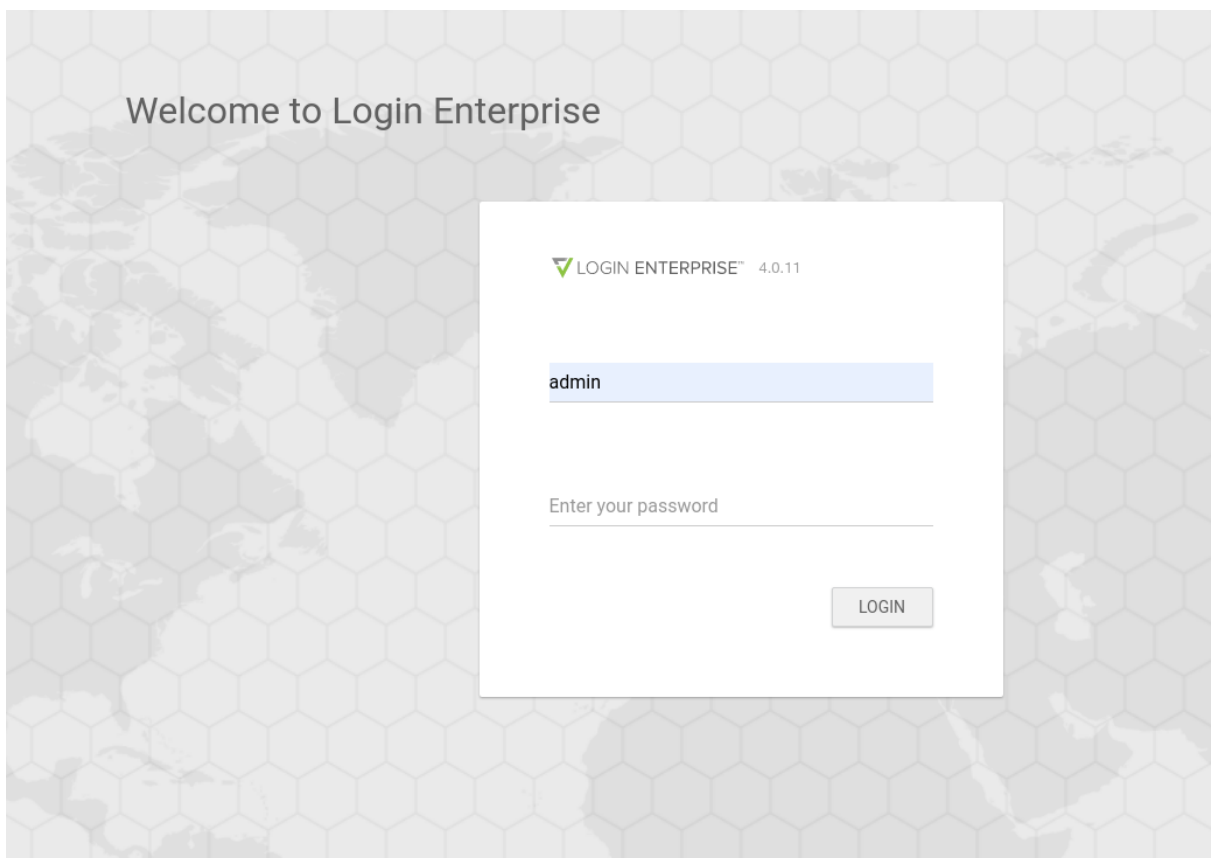 Welcome to Login Enterprise
LOGIN ENTERPRISE™ 4.0.11
admin
Enter your password
LOGIN